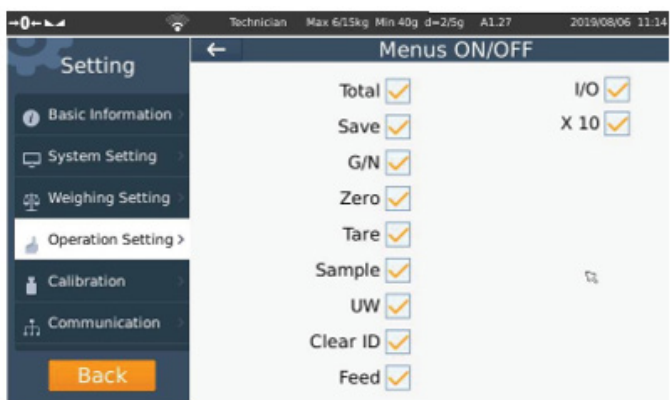 →0← Technician Max 6/15kg Min 40g d=2/5g A1.27 2019/08/06 11:14
Setting
Basic Information
System Setting
Weighing Setting
Operation Setting
Calibration
Communication
Back
← Menus ON/OFF
Total
Save
G/N
Zero
Tare
Sample
UW
Clear ID
Feed
I/O
X 10